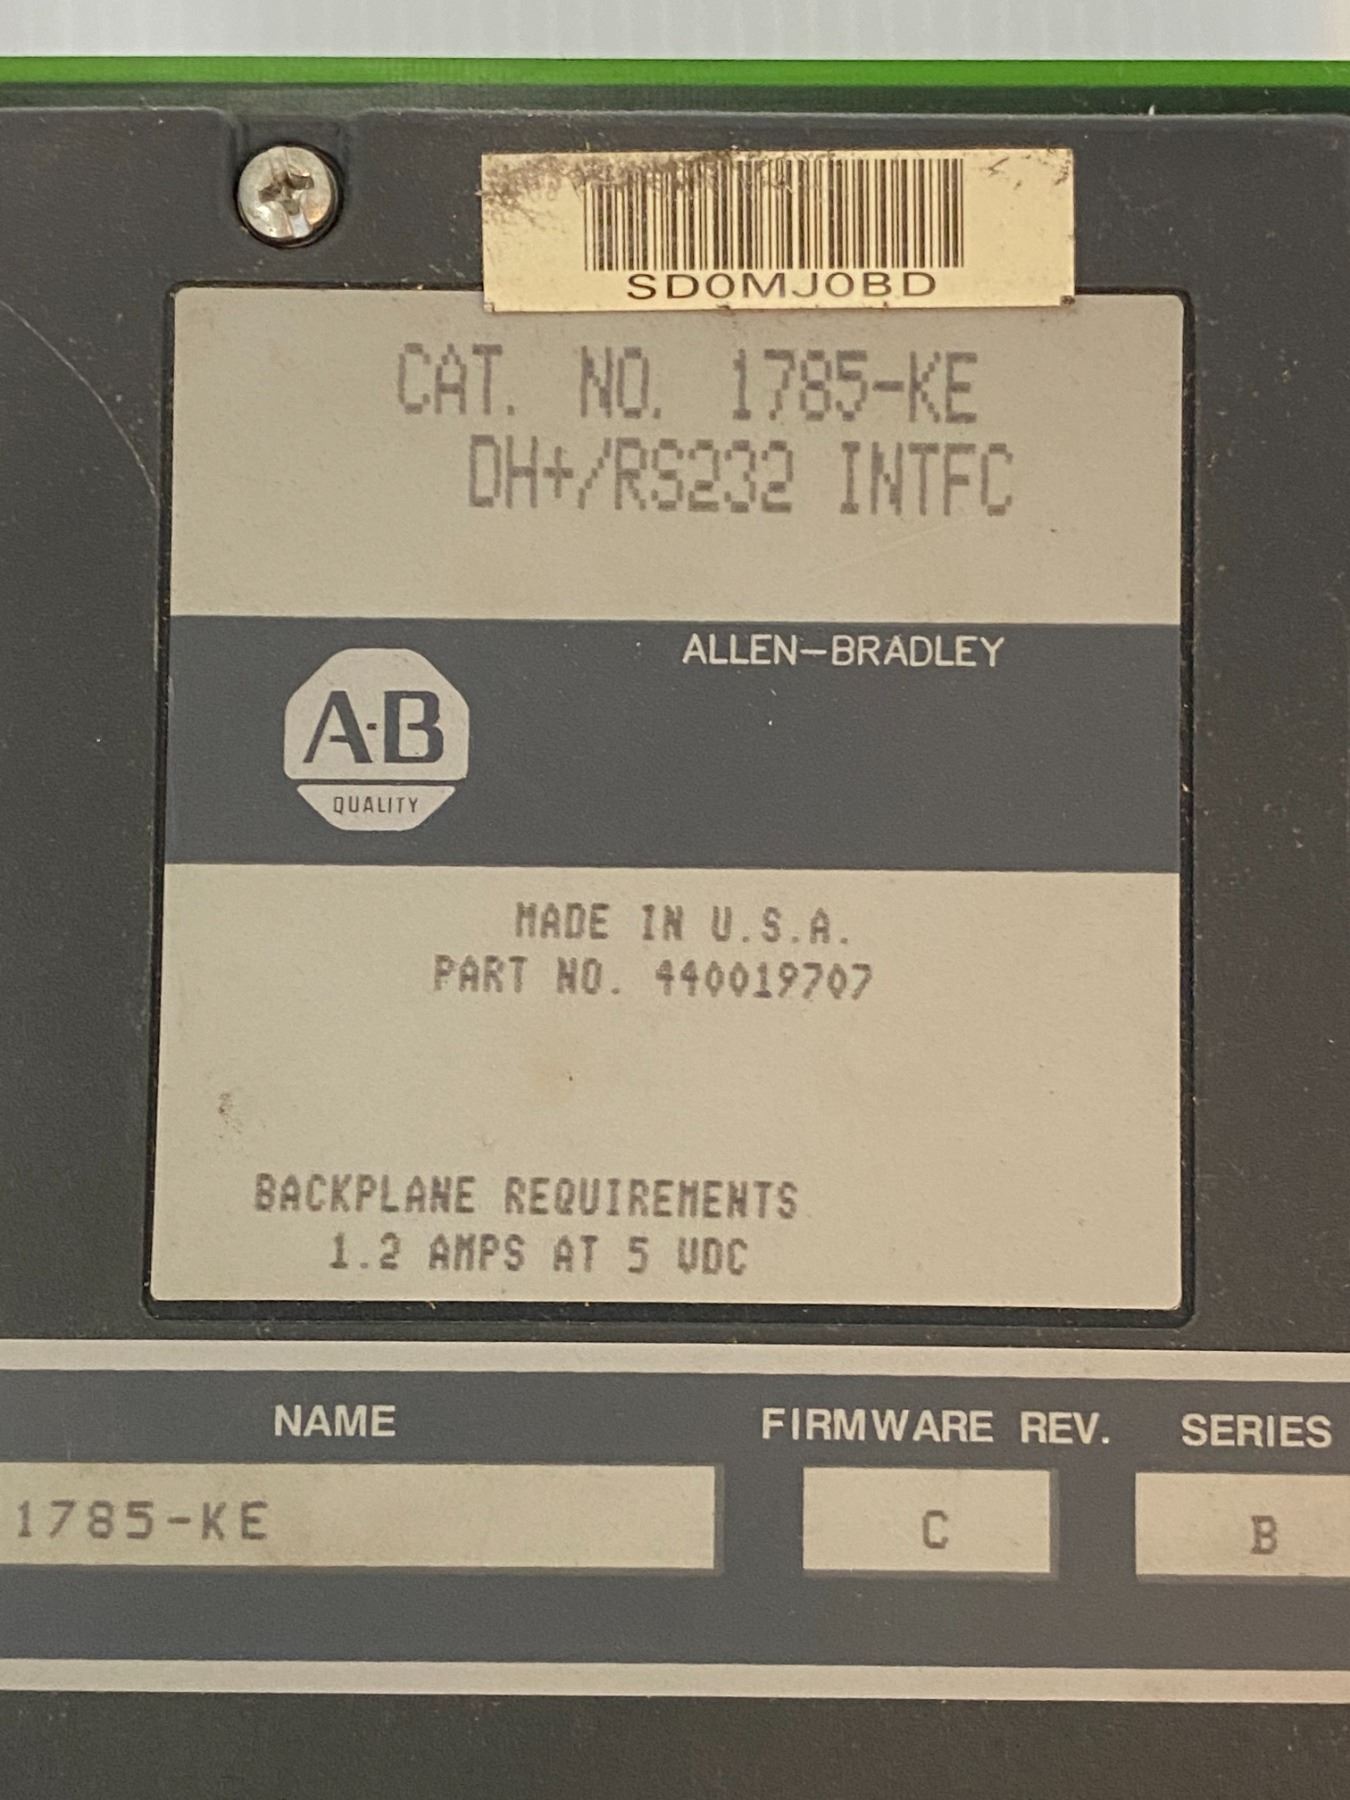 SD0MJ0BD
CAT. NO. 1785-KE
DH+/RS232 INTFC
ALLEN-BRADLEY
A-B
QUALITY
MADE IN U.S.A.
PART NO. 440019707
BACKPLANE REQUIREMENTS
1.2 AMPS AT 5 VDC
NAME FIRMWARE REV. SERIES
1785-KE C B